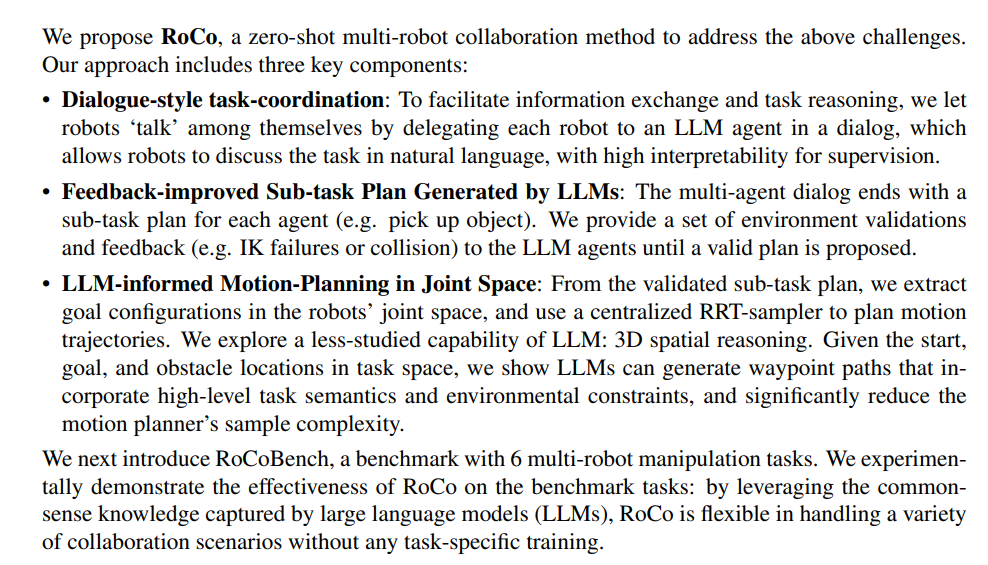 We propose RoCo, a zero-shot multi-robot collaboration method to address the above challenges.
Our approach includes three key components:
• Dialogue-style task-coordination: To facilitate information exchange and task reasoning, we let
robots ‘talk’ among themselves by delegating each robot to an LLM agent in a dialog, which
allows robots to discuss the task in natural language, with high interpretability for supervision.
• Feedback-improved Sub-task Plan Generated by LLMs: The multi-agent dialog ends with a
sub-task plan for each agent (e.g. pick up object). We provide a set of environment validations
and feedback (e.g. IK failures or collision) to the LLM agents until a valid plan is proposed.
• LLM-informed Motion-Planning in Joint Space: From the validated sub-task plan, we extract
goal configurations in the robots’ joint space, and use a centralized RRT-sampler to plan motion
trajectories. We explore a less-studied capability of LLM: 3D spatial reasoning. Given the start,
goal, and obstacle locations in task space, we show LLMs can generate waypoint paths that in-
corporate high-level task semantics and environmental constraints, and significantly reduce the
motion planner’s sample complexity.
We next introduce RoCoBench, a benchmark with 6 multi-robot manipulation tasks. We experimen-
tally demonstrate the effectiveness of RoCo on the benchmark tasks: by leveraging the common-
sense knowledge captured by large language models (LLMs), RoCo is flexible in handling a variety
of collaboration scenarios without any task-specific training.